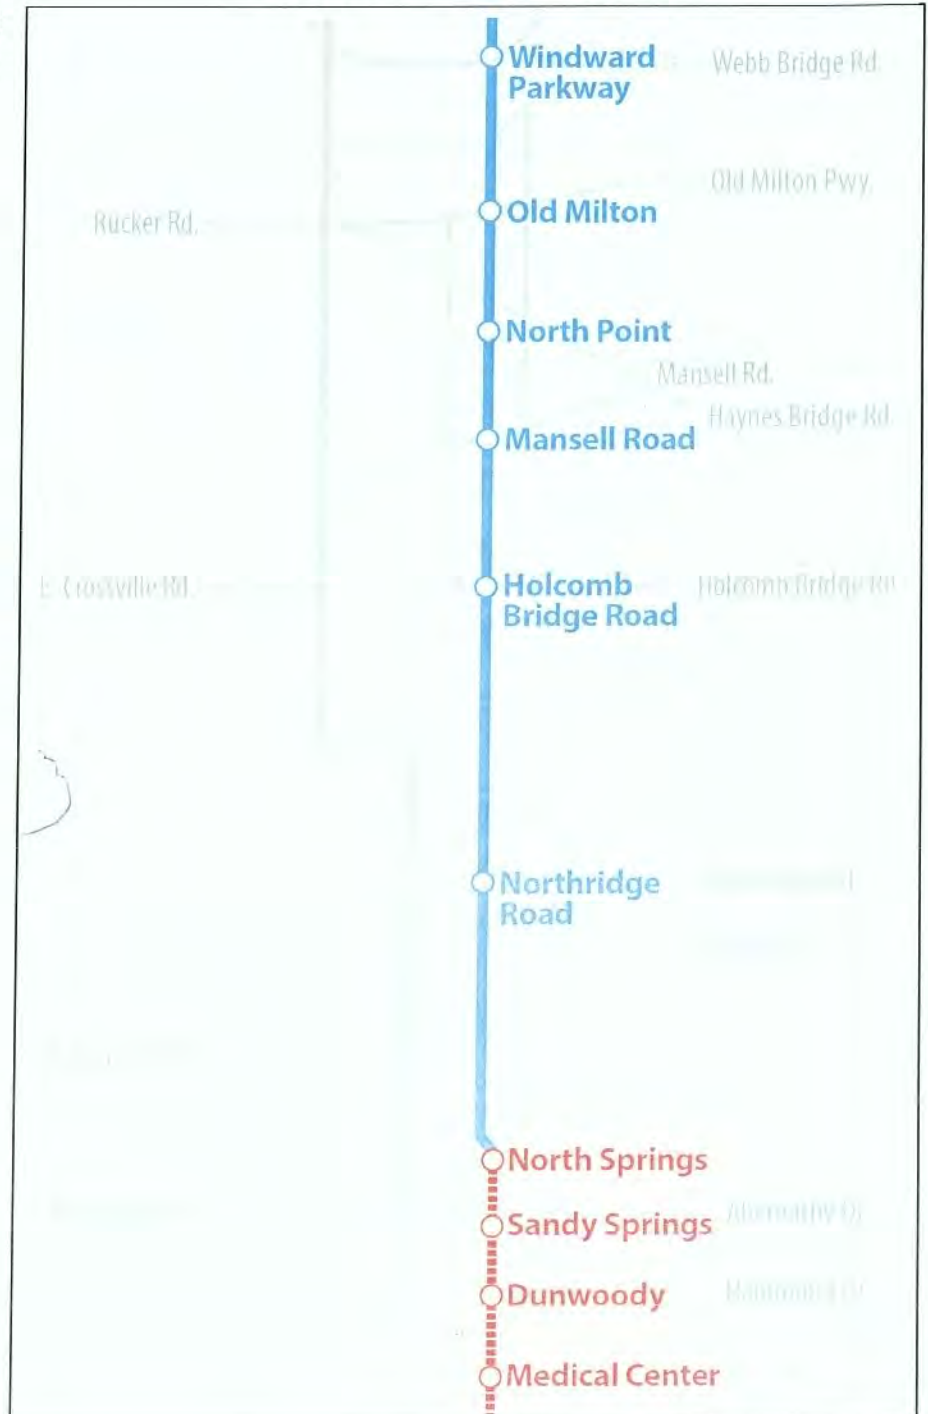 Windward
Parkway
Webb Bridge Rd.
Old Milton Pwy.
Old Milton
Rucker Rd.
North Point
Mansell Rd.
Haynes Bridge Rd.
Mansell Road
E. Crossville Rd.
Holcomb
Bridge Road
Holcomb Bridge Rd.
Northridge
Road
North Springs
Sandy Springs
Abernathy Dr.
Dunwoody
Medical Center